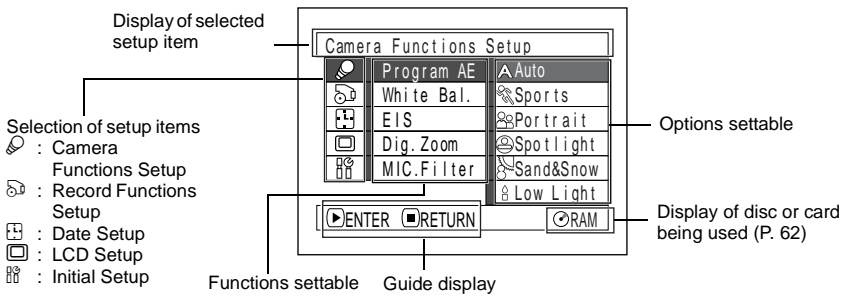 Display of selected
setup item
Camera Functions Setup
Program AE
White Bal.
EIS
Dig.Zoom
MIC.Filter
Auto
Sports
Portrait
Spotlight
Sand&Snow
Low Light
ENTER RETURN
RAM
Selection of setup items
: Camera
Functions Setup
: Record Functions
Setup
: Date Setup
: LCD Setup
: Initial Setup
Options settable
Display of disc or card
being used (P. 62)
Functions settable
Guide display